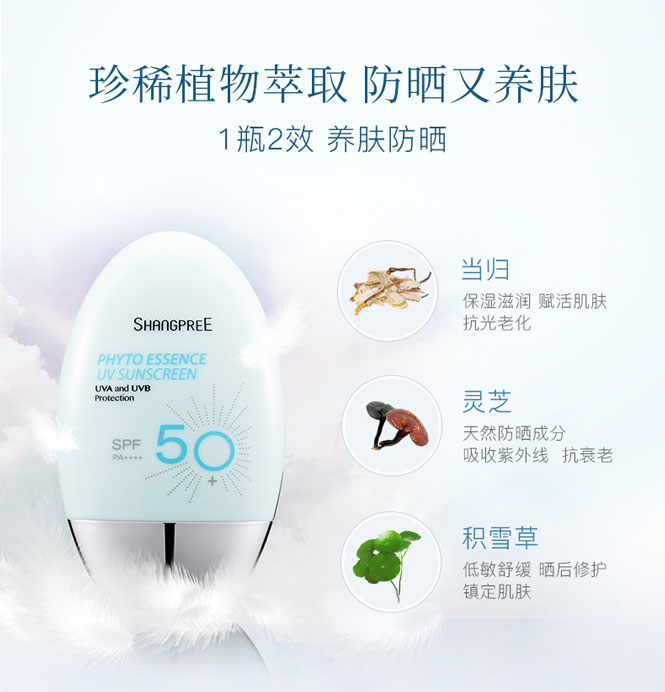 珍稀植物萃取 防晒又养肤
1瓶2效 养肤防晒
SHANGPREE
PHYTO ESSENCE
UV SUNSCREEN
UVA and UVB
Protection
SPF
PA++++
50+
当归
保湿滋润 赋活肌肤
抗光老化
灵芝
天然防晒成分
吸收紫外线 抗衰老
积雪草
低敏舒缓 晒后修护
镇定肌肤